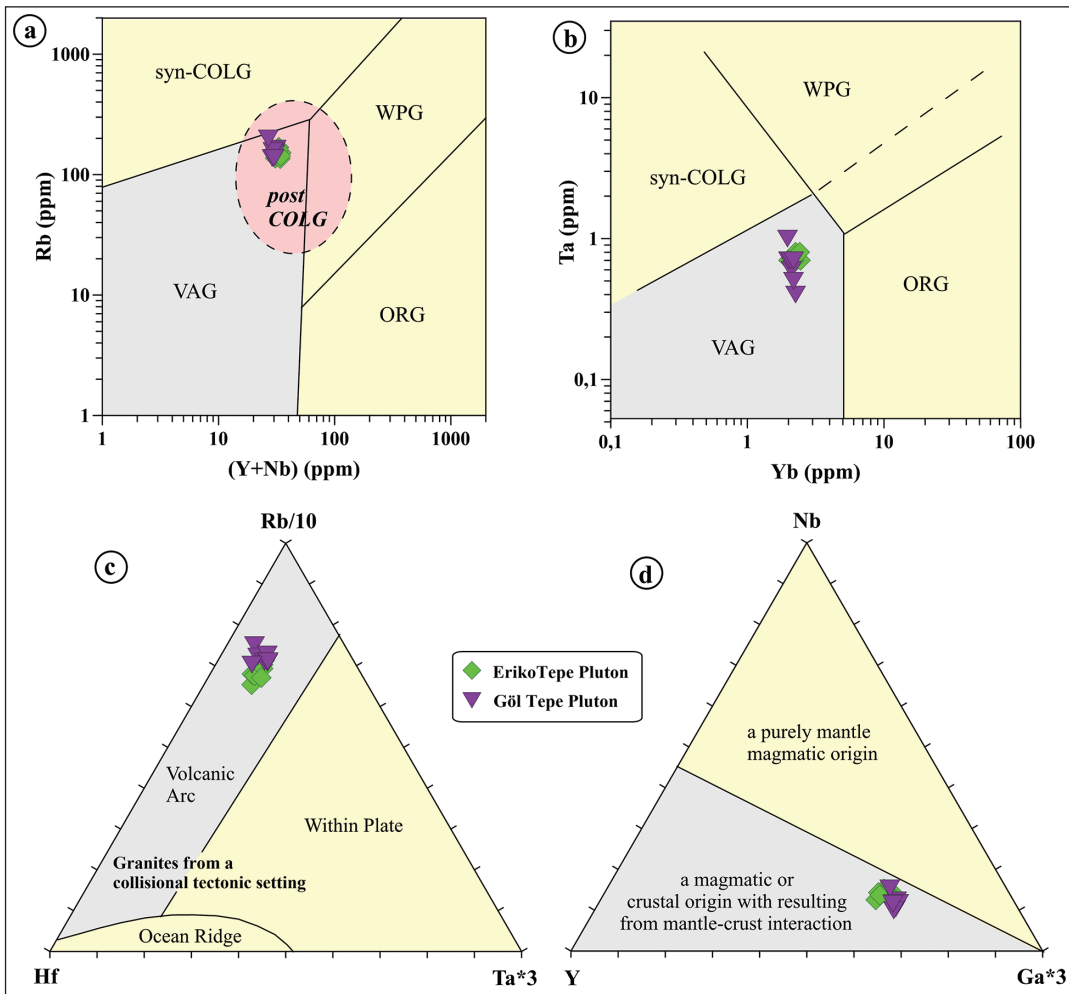 a
1000
100
10
1
Rb (ppm)
syn-COLG
WPG
post
COLG
VAG
ORG
1
10
100
1000
(Y+Nb) (ppm)
b
10
1
0,1
Ta (ppm)
WPG
syn-COLG
ORG
VAG
0,1
1
10
100
Yb (ppm)
c
Rb/10
Volcanic
Arc
Within Plate
Granites from a
collisional tectonic setting
Ocean Ridge
Hf
Ta*3
ErikoTepe Pluton
Göl Tepe Pluton
d
Nb
a purely mantle
magmatic origin
a magmatic or
crustal origin with resulting
from mantle-crust interaction
Y
Ga*3